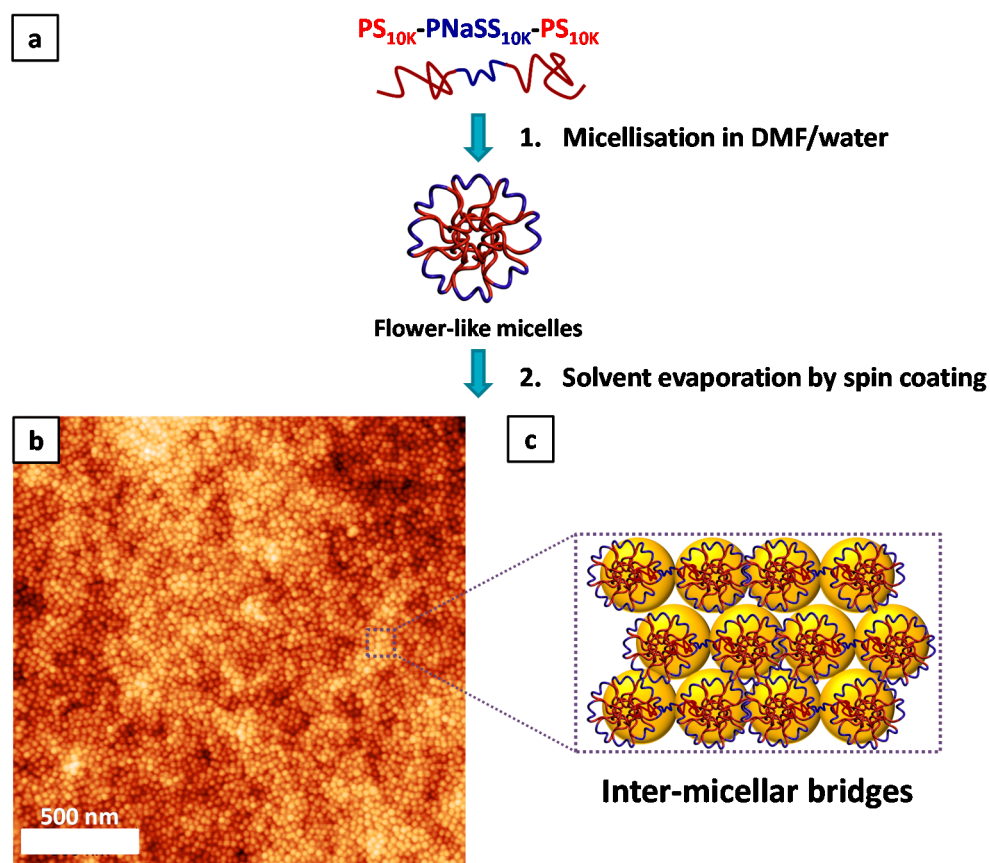 a
PS10K-PNaSS10K-PS10K
1. Micellisation in DMF/water
Flower-like micelles
2. Solvent evaporation by spin coating
b
c
500 nm
Inter-micellar bridges